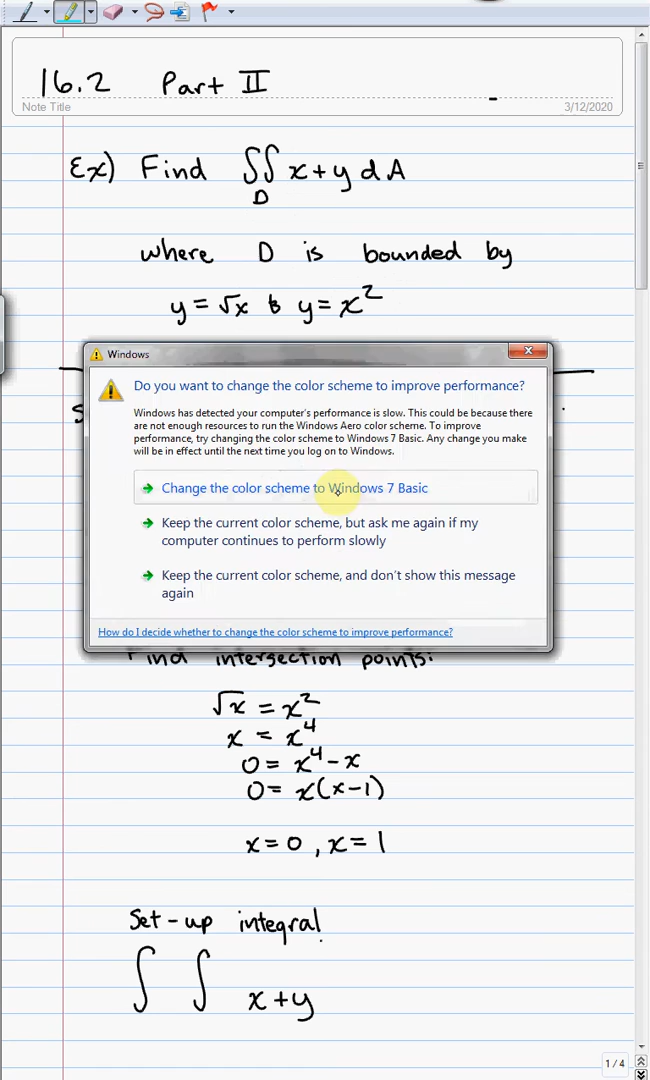 16.2 Part II
Note Title
3/12/2020
Ex) Find ∬ x+y dA
D
where D is bounded by
y = √x & y = x²
Windows
Do you want to change the color scheme to improve performance?
Windows has detected your computer's performance is slow. This could be because there
are not enough resources to run the Windows Aero color scheme. To improve
performance, try changing the color scheme to Windows 7 Basic. Any change you make
will be in effect until the next time you log on to Windows.
Change the color scheme to Windows 7 Basic
Keep the current color scheme, but ask me again if my
computer continues to perform slowly
Keep the current color scheme, and don't show this message
again
How do I decide whether to change the color scheme to improve performance?
Find intersection points:
√x = x²
x = x⁴
0 = x⁴-x
0 = x(x-1)
x=0, x=1
Set-up integral
∫ ∫ x+y
1 / 4